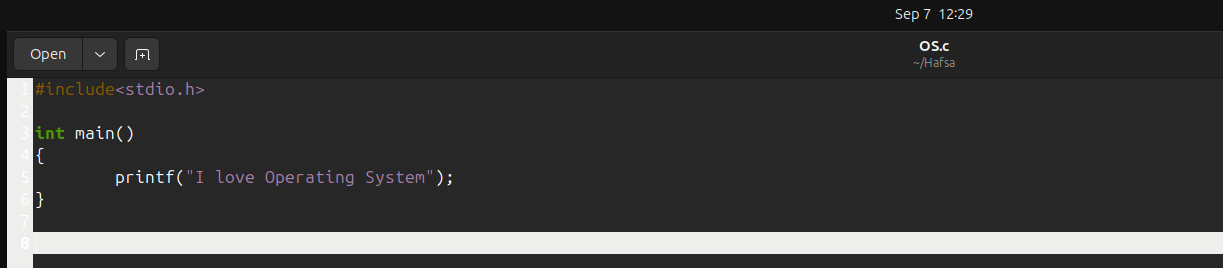 Sep 7 12:29
Open
OS.c
~/Hafsa
1 #include<stdio.h>
2
3 int main()
4 {
5         printf("I love Operating System");
6 }
7
8